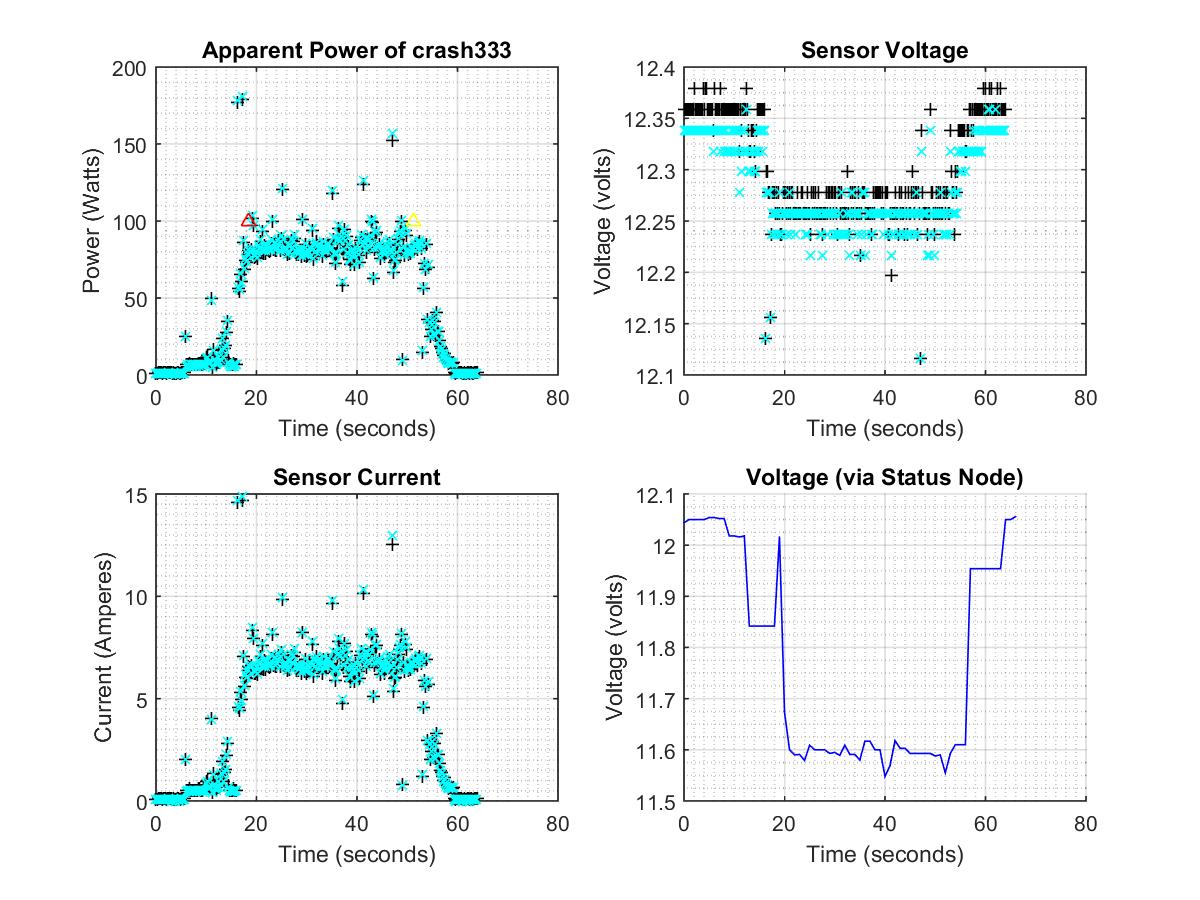 Apparent Power of crash333
200
150
100
50
0
Power (Watts)
0 20 40 60 80
Time (seconds)
Sensor Voltage
12.4
12.35
12.3
12.25
12.2
12.15
12.1
Voltage (volts)
0 20 40 60 80
Time (seconds)
Sensor Current
15
10
5
0
Current (Amperes)
0 20 40 60 80
Time (seconds)
Voltage (via Status Node)
12.1
12
11.9
11.8
11.7
11.6
11.5
Voltage (volts)
0 20 40 60 80
Time (seconds)